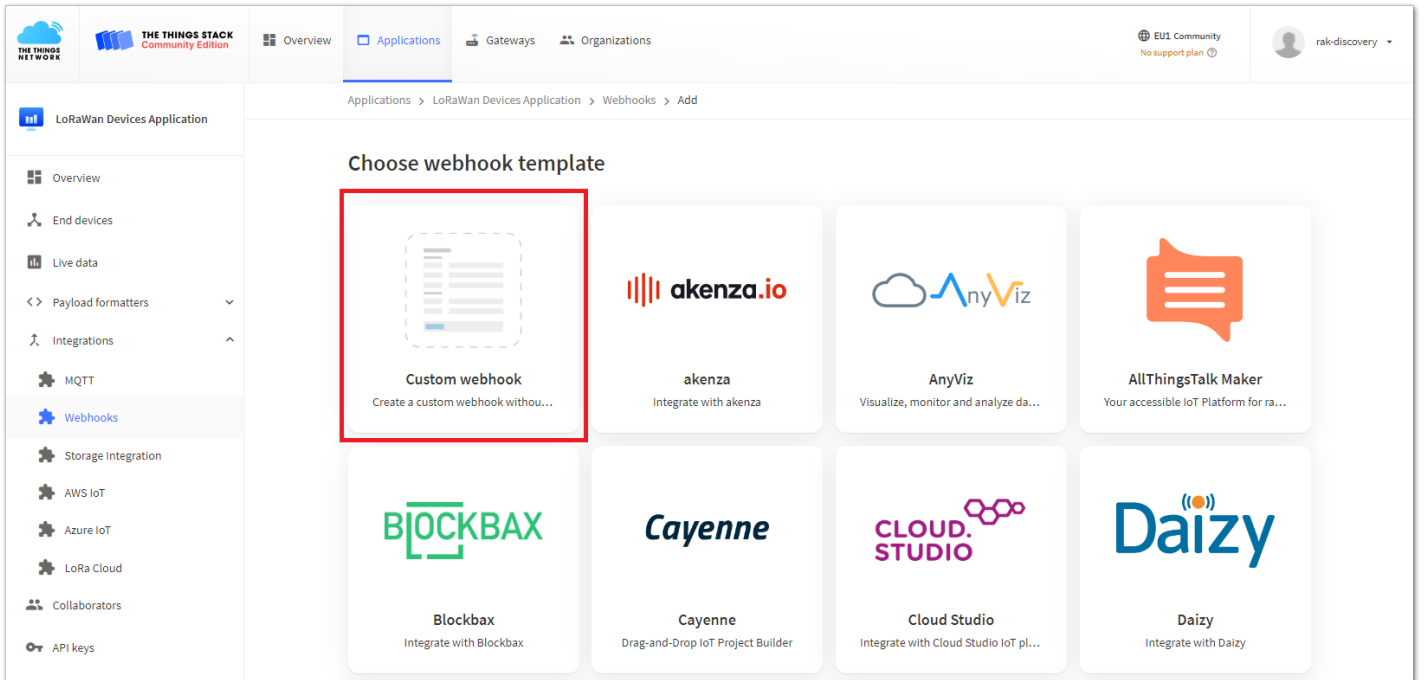 THE THINGS
NETWORK
THE THINGS STACK
Community Edition
Overview
Applications
Gateways
Organizations
EU1 Community
No support plan
rak-discovery
LoRaWan Devices Application
Overview
End devices
Live data
Payload formatters
Integrations
MQTT
Webhooks
Storage Integration
AWS IoT
Azure IoT
LoRa Cloud
Collaborators
API keys
Applications > LoRaWan Devices Application > Webhooks > Add
Choose webhook template
Custom webhook
Create a custom webhook withou...
akenza.io
akenza
Integrate with akenza
AnyViz
AnyViz
Visualize, monitor and analyze da...
AllThingsTalk Maker
Your accessible IoT Platform for ra...
BLOCKBAX
Blockbax
Integrate with Blockbax
Cayenne
Cayenne
Drag-and-Drop IoT Project Builder
CLOUD.
STUDIO
Cloud Studio
Integrate with Cloud Studio IoT pl...
Daizy
Daizy
Integrate with Daizy